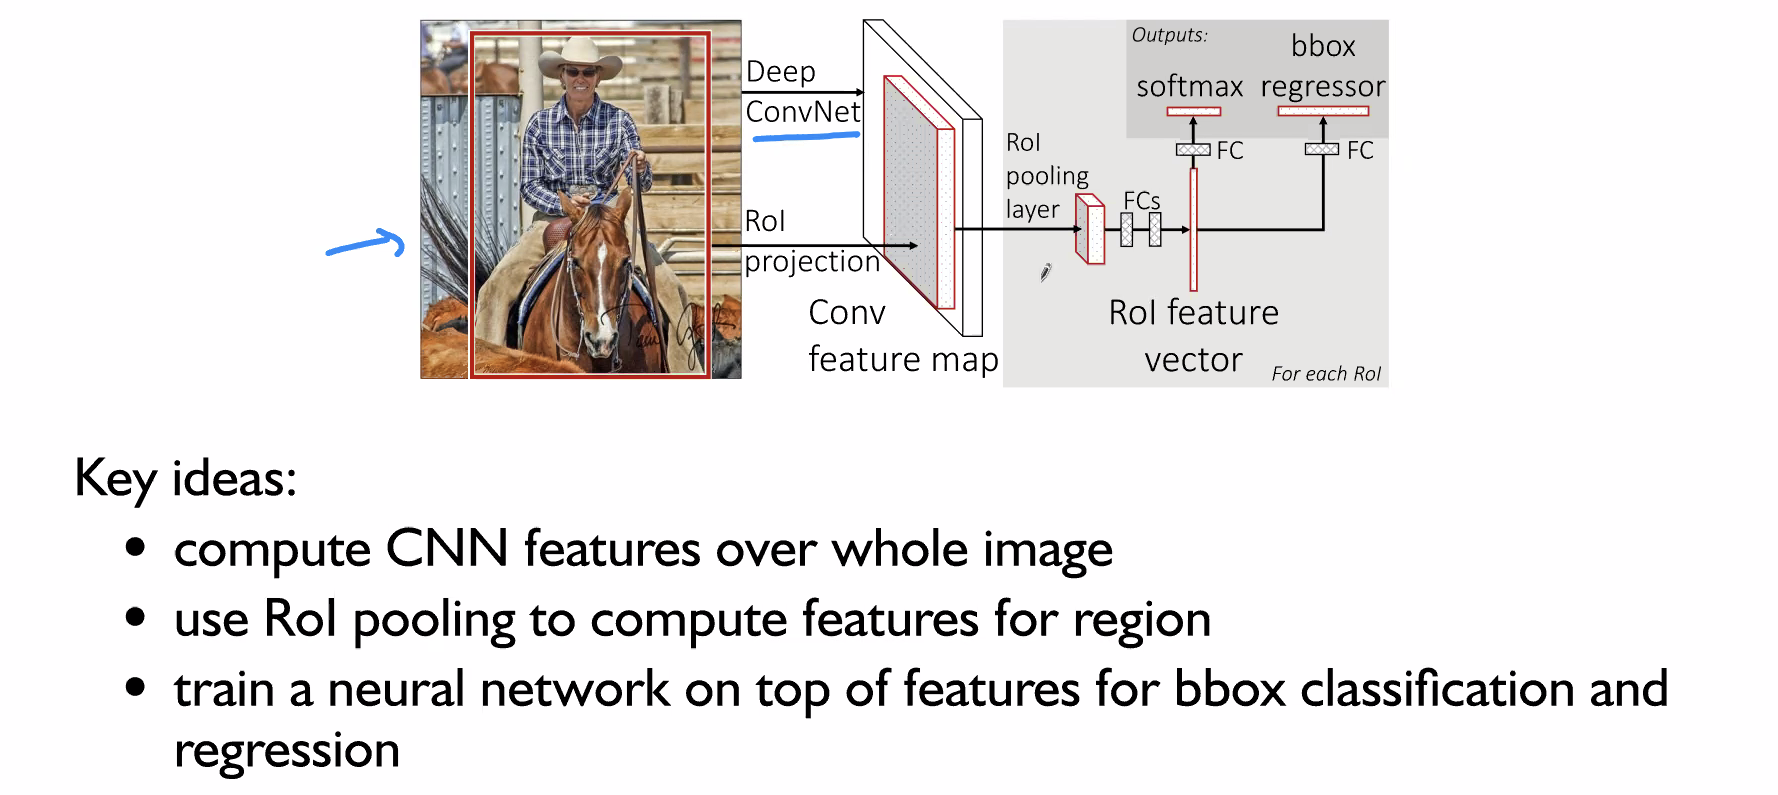 Deep
ConvNet
RoI
projection
Conv
feature map
RoI
pooling
layer
FCs
Outputs:
softmax
bbox
regressor
FC
FC
RoI feature
vector
For each RoI
Key ideas:
• compute CNN features over whole image
• use RoI pooling to compute features for region
• train a neural network on top of features for bbox classification and
regression